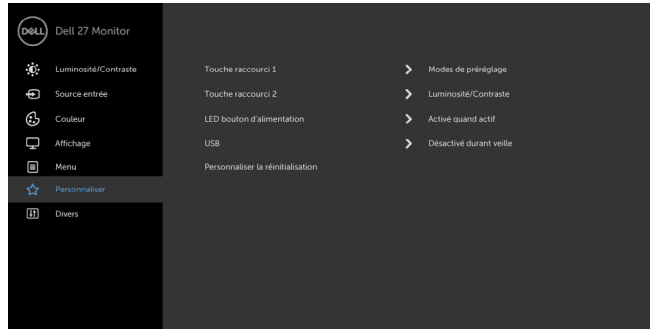 DELL Dell 27 Monitor
Luminosité/Contraste Touche raccourci 1 Modes de préréglage
Source entrée Touche raccourci 2 Luminosité/Contraste
Couleur LED bouton d'alimentation Activé quand actif
Affichage USB Désactivé durant veille
Menu Personnaliser la réinitialisation
Personnaliser
Divers